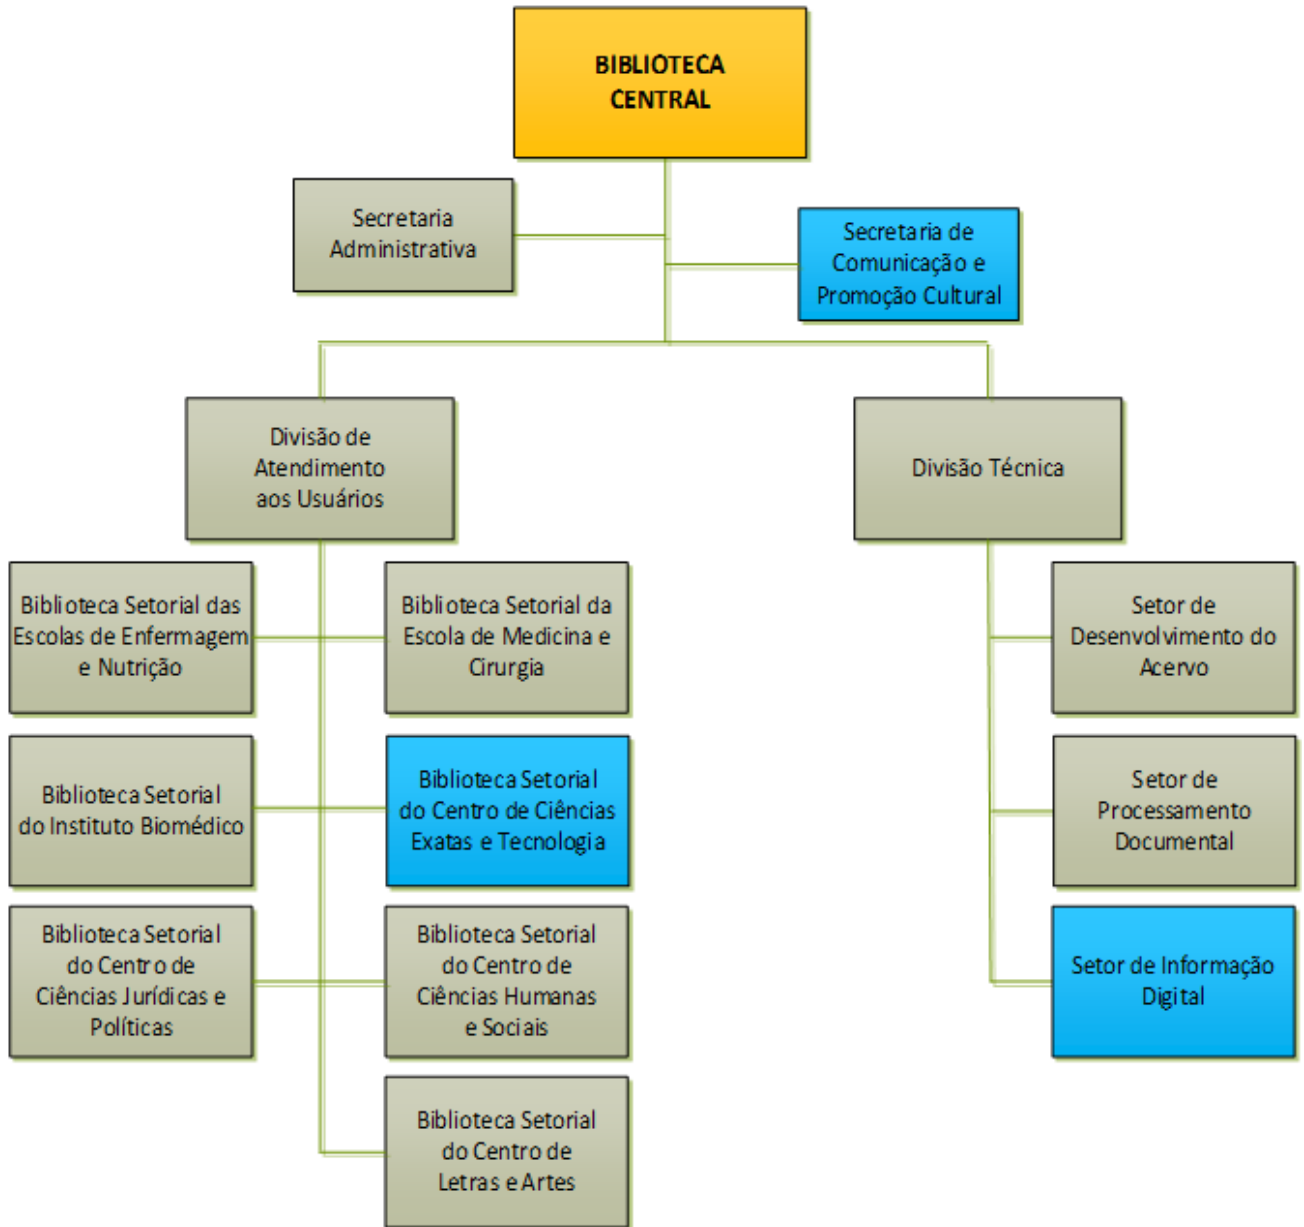 BIBLIOTECA
CENTRAL
Secretaria
Administrativa
Secretaria de
Comunicação e
Promoção Cultural
Divisão de
Atendimento
aos Usuários
Divisão Técnica
Biblioteca Setorial das
Escolas de Enfermagem
e Nutrição
Biblioteca Setorial da
Escola de Medicina e
Cirurgia
Setor de
Desenvolvimento do
Acervo
Biblioteca Setorial
do Instituto Biomédico
Biblioteca Setorial
do Centro de Ciências
Exatas e Tecnologia
Setor de
Processamento
Documental
Biblioteca Setorial
do Centro de
Ciências Jurídicas e
Políticas
Biblioteca Setorial
do Centro de
Ciências Humanas
e Sociais
Setor de Informação
Digital
Biblioteca Setorial
do Centro de
Letras e Artes